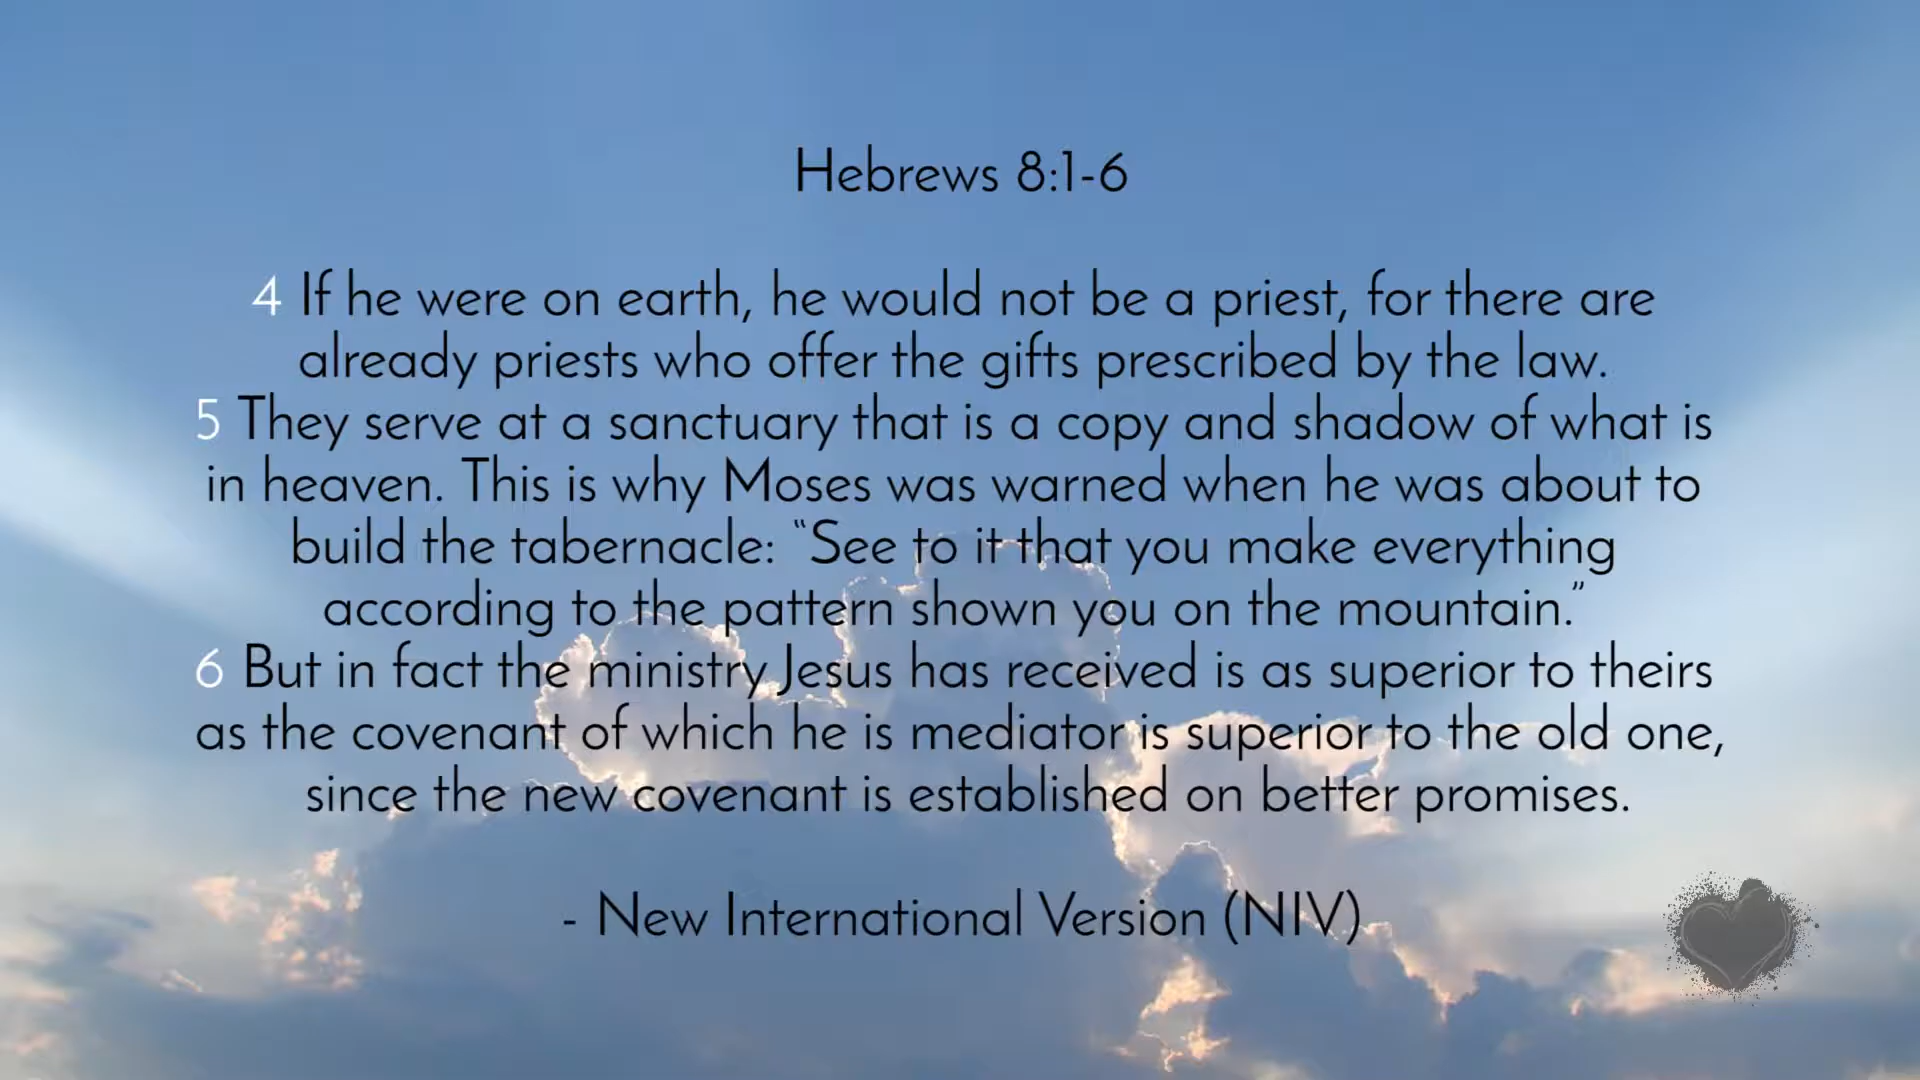 Hebrews 8:1-6
4 If he were on earth, he would not be a priest, for there are
already priests who offer the gifts prescribed by the law.
5 They serve at a sanctuary that is a copy and shadow of what is
in heaven. This is why Moses was warned when he was about to
build the tabernacle: “See to it that you make everything
according to the pattern shown you on the mountain.”
6 But in fact the ministry Jesus has received is as superior to theirs
as the covenant of which he is mediator is superior to the old one,
since the new covenant is established on better promises.
- New International Version (NIV)